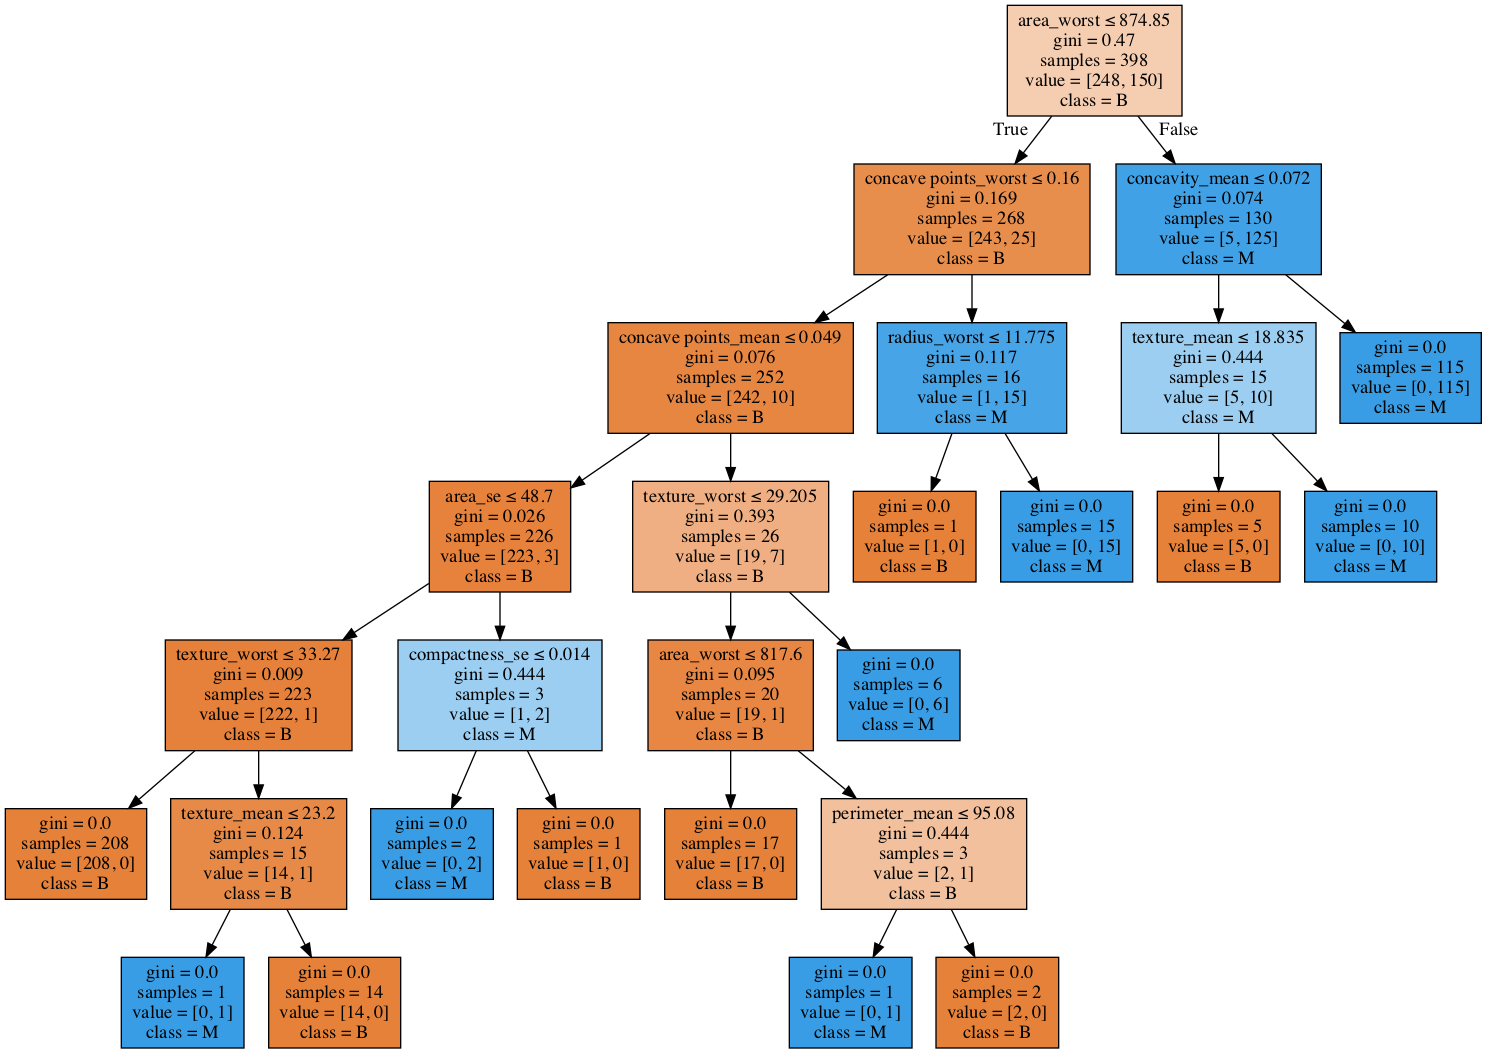 area_worst ≤ 874.85
gini = 0.47
samples = 398
value = [248, 150]
class = B
True
False
concave points_worst ≤ 0.16
gini = 0.169
samples = 268
value = [243, 25]
class = B
concavity_mean ≤ 0.072
gini = 0.074
samples = 130
value = [5, 125]
class = M
concave points_mean ≤ 0.049
gini = 0.076
samples = 252
value = [242, 10]
class = B
radius_worst ≤ 11.775
gini = 0.117
samples = 16
value = [1, 15]
class = M
texture_mean ≤ 18.835
gini = 0.444
samples = 15
value = [5, 10]
class = M
gini = 0.0
samples = 115
value = [0, 115]
class = M
area_se ≤ 48.7
gini = 0.026
samples = 226
value = [223, 3]
class = B
texture_worst ≤ 29.205
gini = 0.393
samples = 26
value = [19, 7]
class = B
gini = 0.0
samples = 1
value = [1, 0]
class = B
gini = 0.0
samples = 15
value = [0, 15]
class = M
gini = 0.0
samples = 5
value = [5, 0]
class = B
gini = 0.0
samples = 10
value = [0, 10]
class = M
texture_worst ≤ 33.27
gini = 0.009
samples = 223
value = [222, 1]
class = B
compactness_se ≤ 0.014
gini = 0.444
samples = 3
value = [1, 2]
class = M
area_worst ≤ 817.6
gini = 0.095
samples = 20
value = [19, 1]
class = B
gini = 0.0
samples = 6
value = [0, 6]
class = M
gini = 0.0
samples = 208
value = [208, 0]
class = B
texture_mean ≤ 23.2
gini = 0.124
samples = 15
value = [14, 1]
class = B
gini = 0.0
samples = 2
value = [0, 2]
class = M
gini = 0.0
samples = 1
value = [1, 0]
class = B
gini = 0.0
samples = 17
value = [17, 0]
class = B
perimeter_mean ≤ 95.08
gini = 0.444
samples = 3
value = [2, 1]
class = B
gini = 0.0
samples = 1
value = [0, 1]
class = M
gini = 0.0
samples = 14
value = [14, 0]
class = B
gini = 0.0
samples = 1
value = [0, 1]
class = M
gini = 0.0
samples = 2
value = [2, 0]
class = B